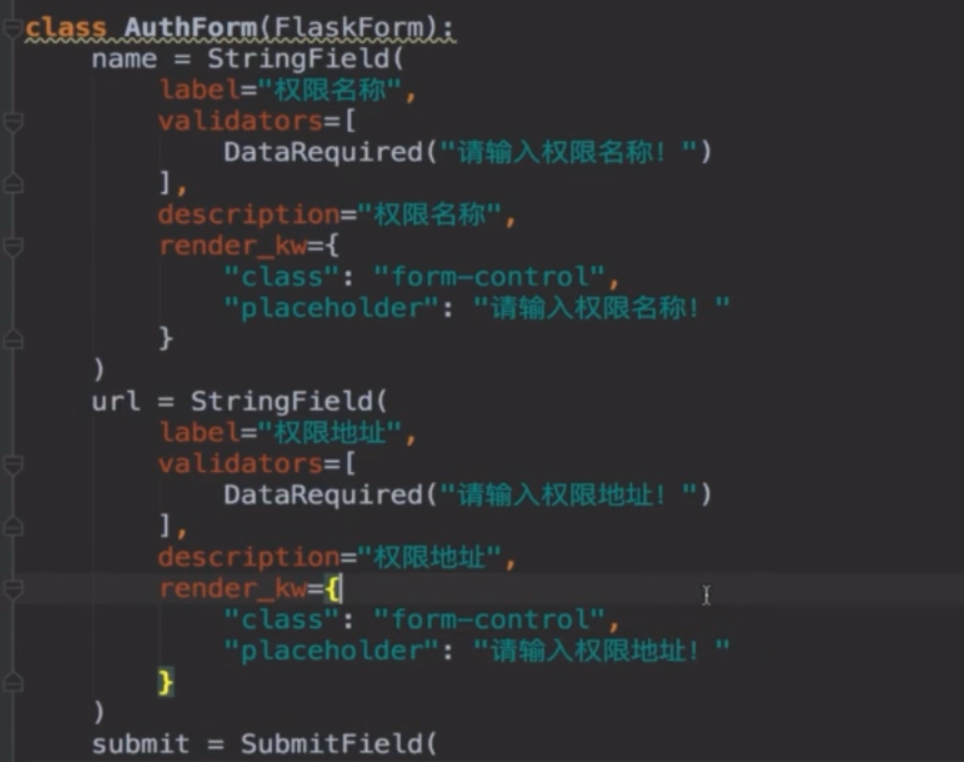 class AuthForm(FlaskForm):
    name = StringField(
        label="权限名称",
        validators=[
            DataRequired("请输入权限名称！")
        ],
        description="权限名称",
        render_kw={
            "class": "form-control",
            "placeholder": "请输入权限名称！"
        }
    )
    url = StringField(
        label="权限地址",
        validators=[
            DataRequired("请输入权限地址！")
        ],
        description="权限地址",
        render_kw={
            "class": "form-control",
            "placeholder": "请输入权限地址！"
        }
    )
    submit = SubmitField(